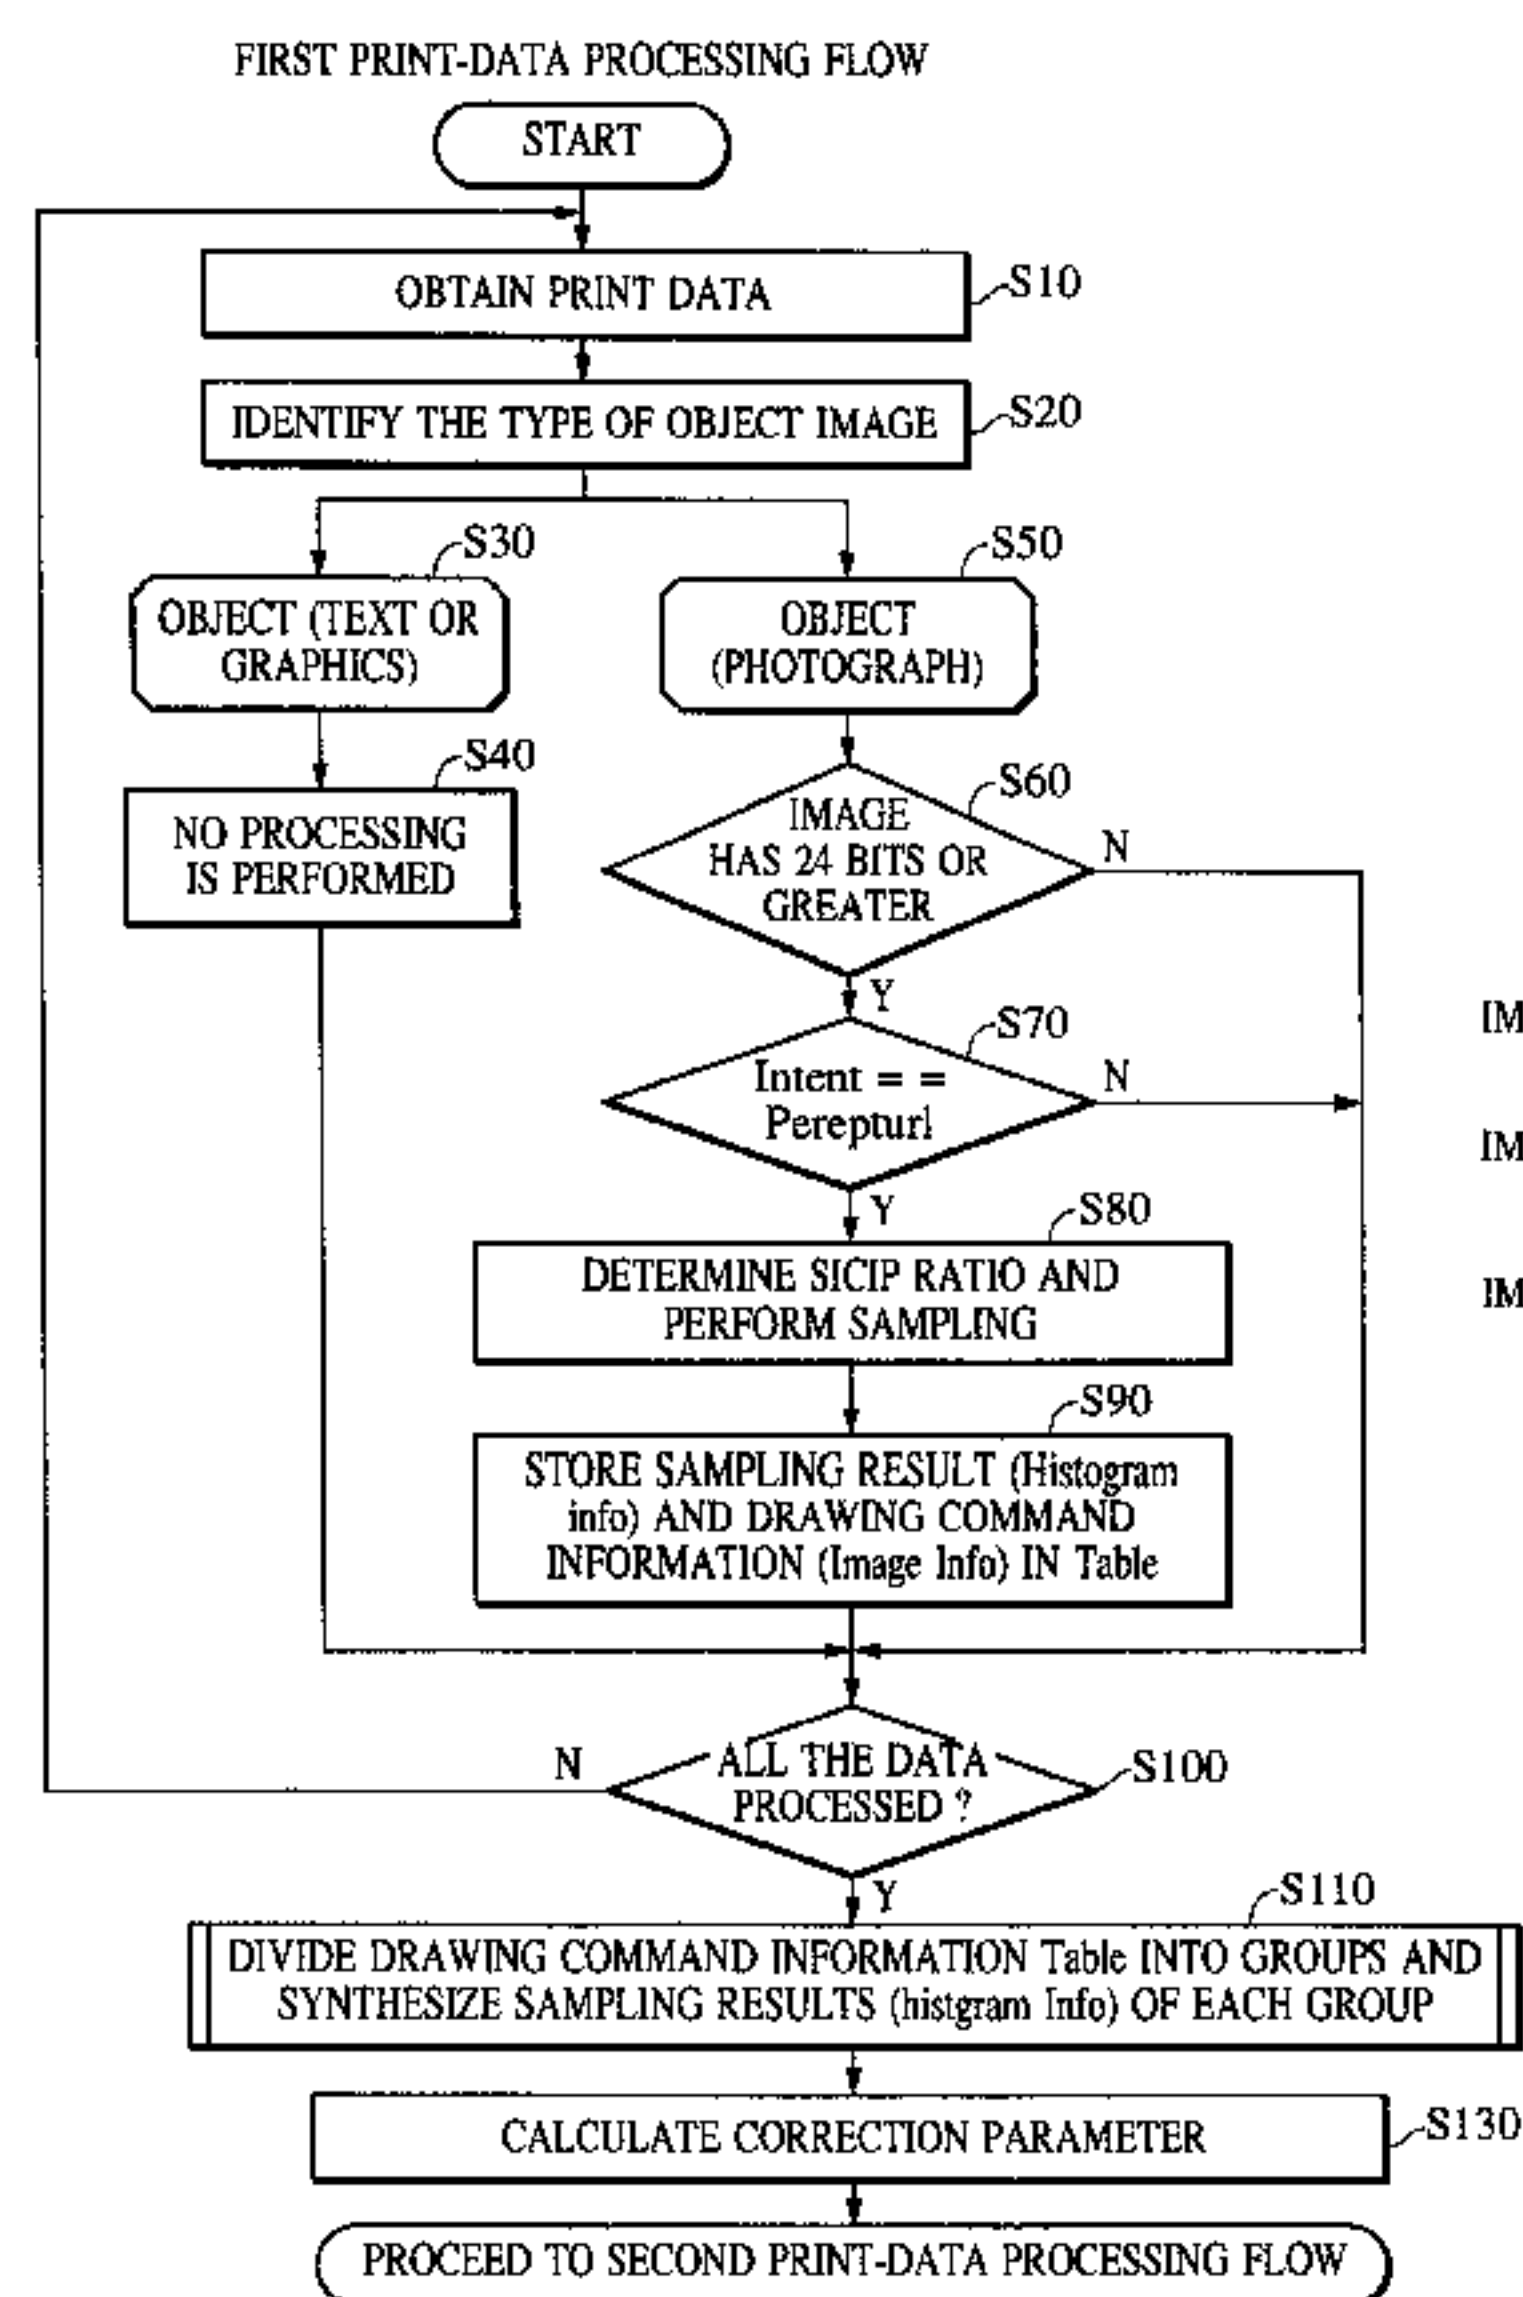 FIRST PRINT-DATA PROCESSING FLOW
START
OBTAIN PRINT DATA
S10
IDENTIFY THE TYPE OF OBJECT IMAGE
S20
S30
OBJECT (TEXT OR
GRAPHICS)
S50
OBJECT
(PHOTOGRAPH)
S40
NO PROCESSING
IS PERFORMED
S60
IMAGE
HAS 24 BITS OR
GREATER
N
Y
S70
Intent = =
Perepturl
N
Y
S80
DETERMINE SICIP RATIO AND
PERFORM SAMPLING
S90
STORE SAMPLING RESULT (Histogram
info) AND DRAWING COMMAND
INFORMATION (Image Info) IN Table
N
ALL THE DATA
PROCESSED ?
S100
Y
S110
DIVIDE DRAWING COMMAND INFORMATION Table INTO GROUPS AND
SYNTHESIZE SAMPLING RESULTS (histgram Info) OF EACH GROUP
CALCULATE CORRECTION PARAMETER
S130
PROCEED TO SECOND PRINT-DATA PROCESSING FLOW